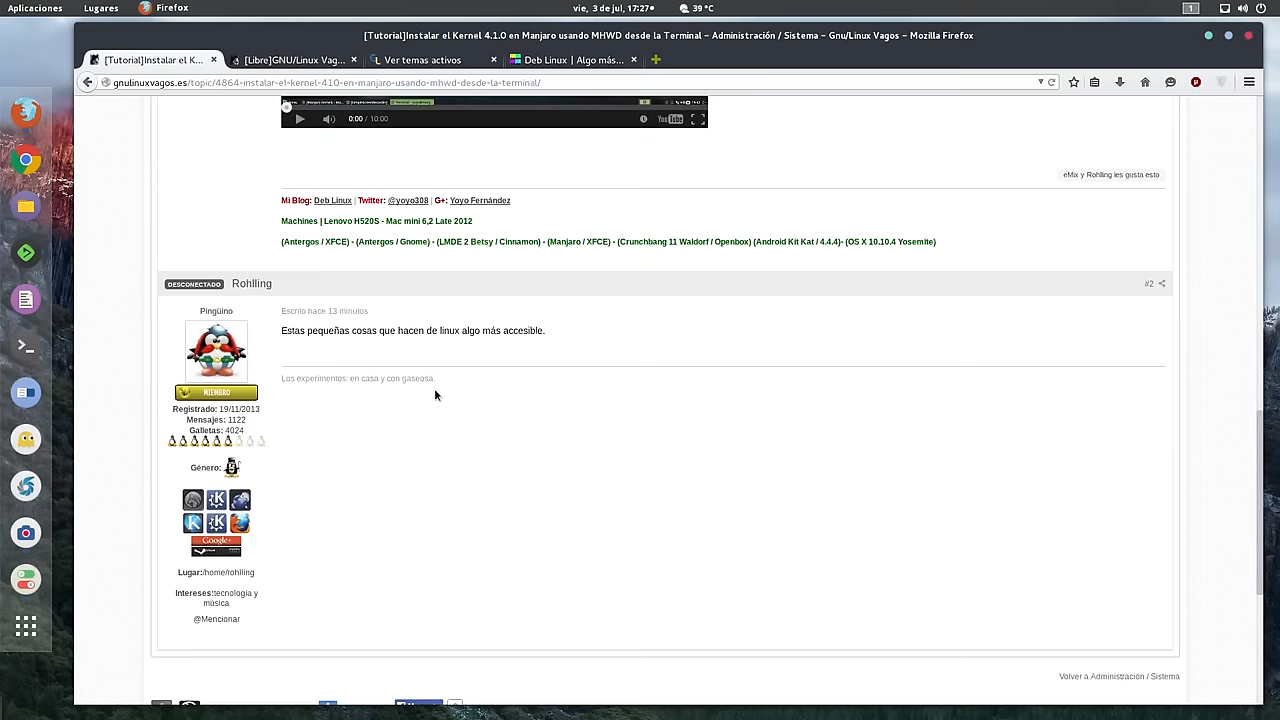 Aplicaciones Lugares Firefox vie, 3 de jul, 17:27 39 °C 1
[Tutorial]Instalar el Kernel 4.1.0 en Manjaro usando MHWD desde la Terminal – Administración / Sistema – Gnu/Linux Vagos – Mozilla Firefox
[Tutorial]Instalar el K... [Libre]GNU/Linux Vag... Ver temas activos Deb Linux | Algo más...
gnulinuxvagos.es/topic/4864-instalar-el-kernel-410-en-manjaro-usando-mhwd-desde-la-terminal/
0:00 / 10:00 YouTube
eMix y Rohlling les gusta esto
Mi Blog: Deb Linux | Twitter: @yoyo308 | G+: Yoyo Fernández
Machines | Lenovo H520S - Mac mini 6,2 Late 2012
(Antergos / XFCE) - (Antergos / Gnome) - (LMDE 2 Betsy / Cinnamon) - (Manjaro / XFCE) - (Crunchbang 11 Waldorf / Openbox) (Android Kit Kat / 4.4.4)- (OS X 10.10.4 Yosemite)
DESCONECTADO Rohlling #2
Pingüino
Escrito hace 13 minutos
Estas pequeñas cosas que hacen de linux algo más accesible.
Los experimentos: en casa y con gaseosa.
MIEMBRO
Registrado: 19/11/2013
Mensajes: 1122
Galletas: 4024
Género:
Google+
Lugar:/home/rohlling
Intereses:tecnología y
música
@Mencionar
Volver a Administración / Sistema